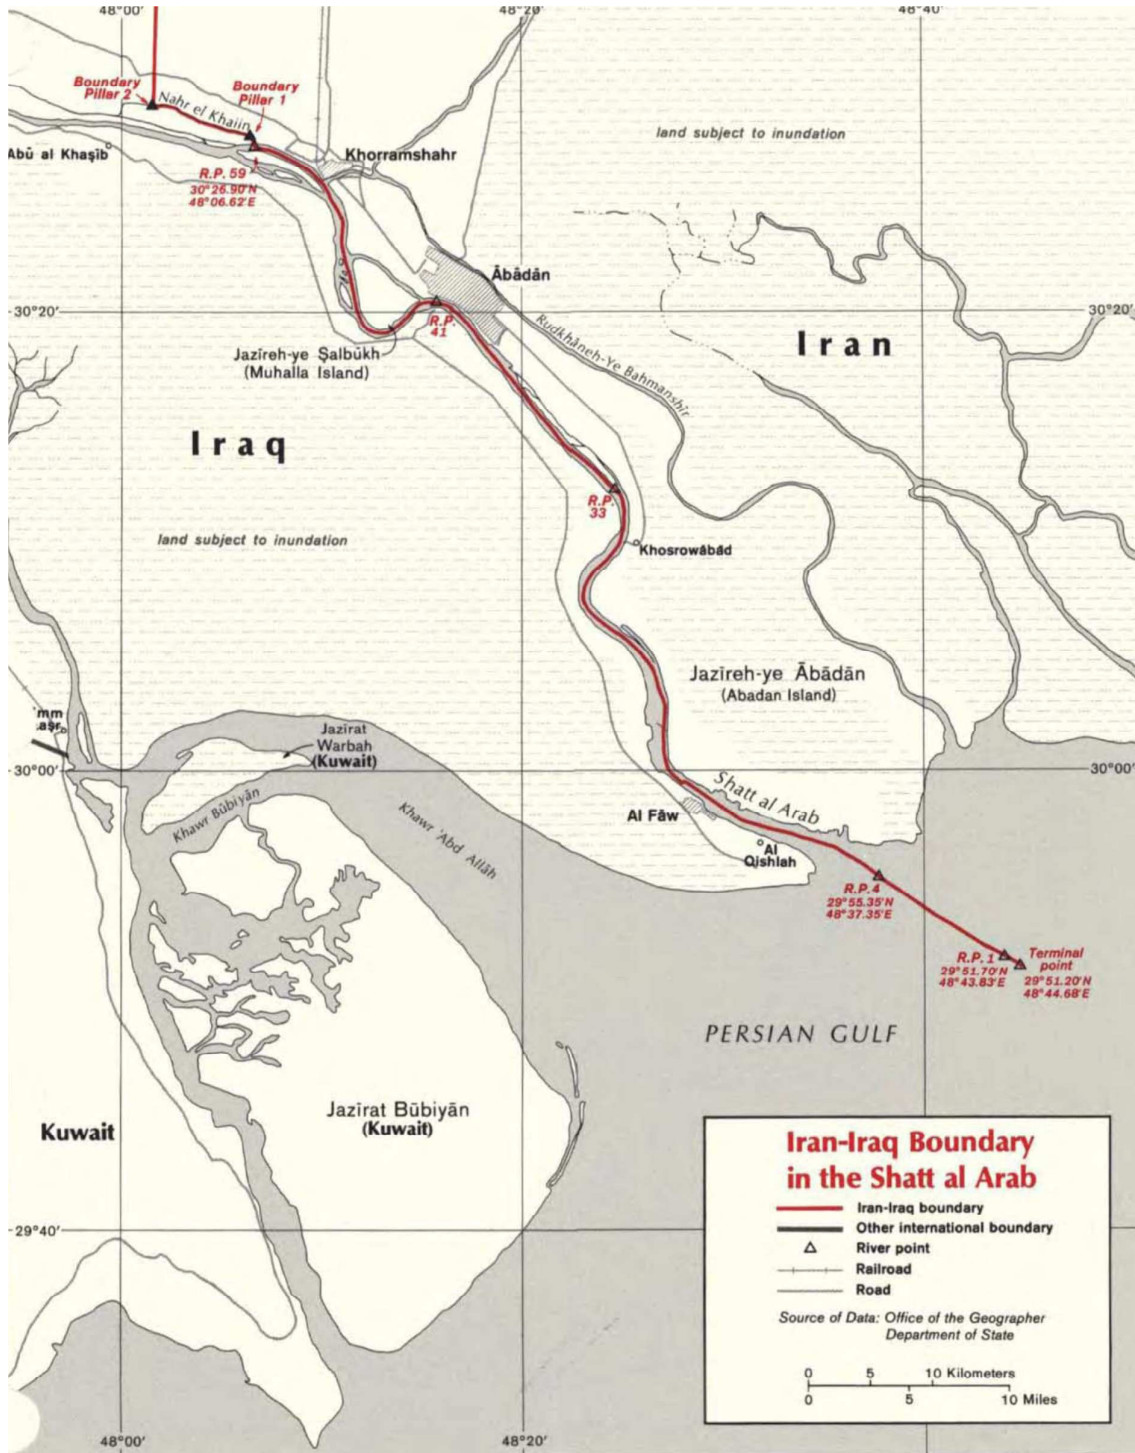 48°00'
48°20'
48°40'
Boundary
Pillar 2
Boundary
Pillar 1
Nahr el Khaiin
land subject to inundation
Abū al Khaṣīb
Khorramshahr
R.P. 59
30°26.90'N
48°06.62'E
Ābādān
30°20'
30°20'
R.P.
41
Rudkhāneh-Ye Bahmanshīr
Iran
Jazīreh-ye Ṣalbūkh
(Muhalla Island)
Iraq
R.P.
33
land subject to inundation
Khosrowābād
Jazīreh-ye Ābādān
(Abadan Island)
mm
aṣr
Jazīrat
Warbah
(Kuwait)
30°00'
30°00'
Shatt al Arab
Khawr Būbiyān
Khawr 'Abd Allāh
Al Fāw
Al
Qishlah
R.P. 4
29°55.35'N
48°37.35'E
R.P. 1
29°51.70'N
48°43.83'E
Terminal
point
29°51.20'N
48°44.68'E
PERSIAN GULF
Jazīrat Būbiyān
(Kuwait)
Kuwait
Iran-Iraq Boundary
in the Shatt al Arab
Iran-Iraq boundary
Other international boundary
River point
Railroad
Road
Source of Data: Office of the Geographer
Department of State
29°40'
0 5 10 Kilometers
0 5 10 Miles
48°00'
48°20'